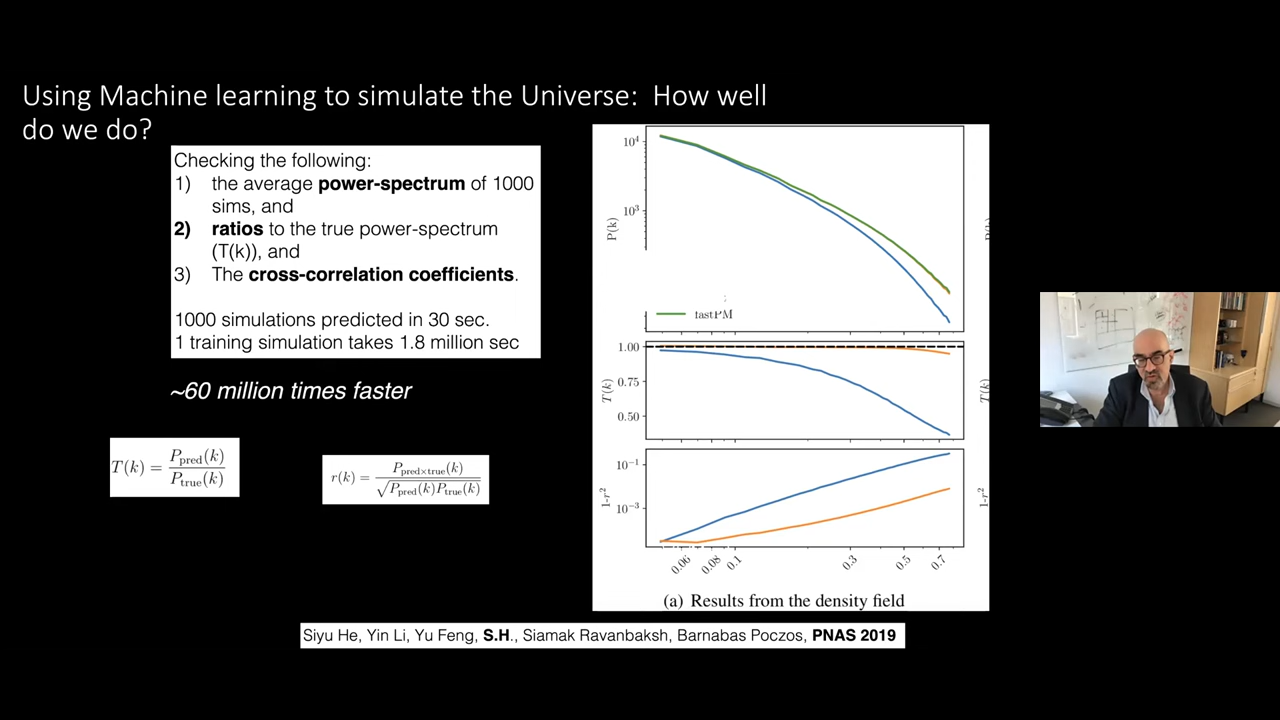 Using Machine learning to simulate the Universe: How well
do we do?
Checking the following:
1) the average power-spectrum of 1000
sims, and
2) ratios to the true power-spectrum
(T(k)), and
3) The cross-correlation coefficients.
1000 simulations predicted in 30 sec.
1 training simulation takes 1.8 million sec
~60 million times faster
T(k) = P_pred(k) / P_true(k)
r(k) = P_pred×true(k) / √P_pred(k)P_true(k)
10⁴
10³
P(k)
fastPM
1.00
0.75
0.50
T(k)
T(k)
10⁻¹
10⁻³
1-r²
1-r²
0.06 0.08 0.1 0.3 0.5 0.7
(a) Results from the density field
Siyu He, Yin Li, Yu Feng, S.H., Siamak Ravanbaksh, Barnabas Poczos, PNAS 2019